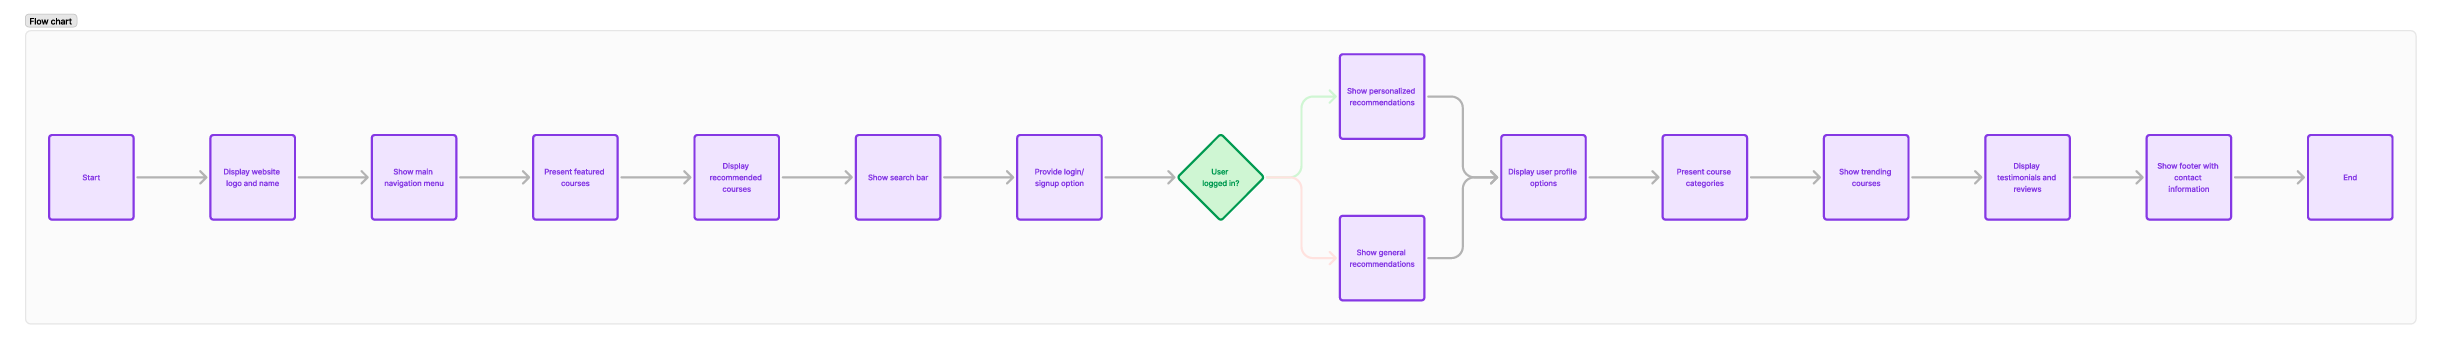 Flow chart
Start
Display website
logo and name
Show main
navigation menu
Present featured
courses
Display
recommended
courses
Show search bar
Provide login/
signup option
User
logged in?
Show personalized
recommendations
Show general
recommendations
Display user profile
options
Present course
categories
Show trending
courses
Display
testimonials and
reviews
Show footer with
contact
information
End